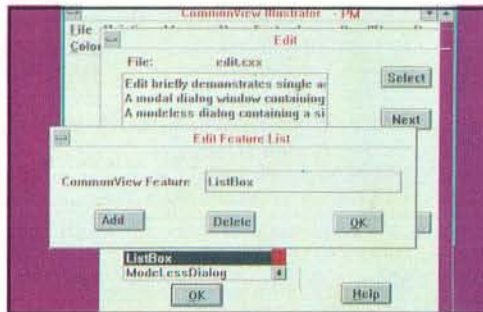 CommonView Illustrator - PM
File
Color
Edit
File: edit.cxx
Edit briefly demonstrates single
A modal dialog window containing
A modeless dialog containing a si
Select
Next
Edit Feature List
CommonView Feature ListBox
Add Delete OK
ListBox
ModeLessDialog
OK Help